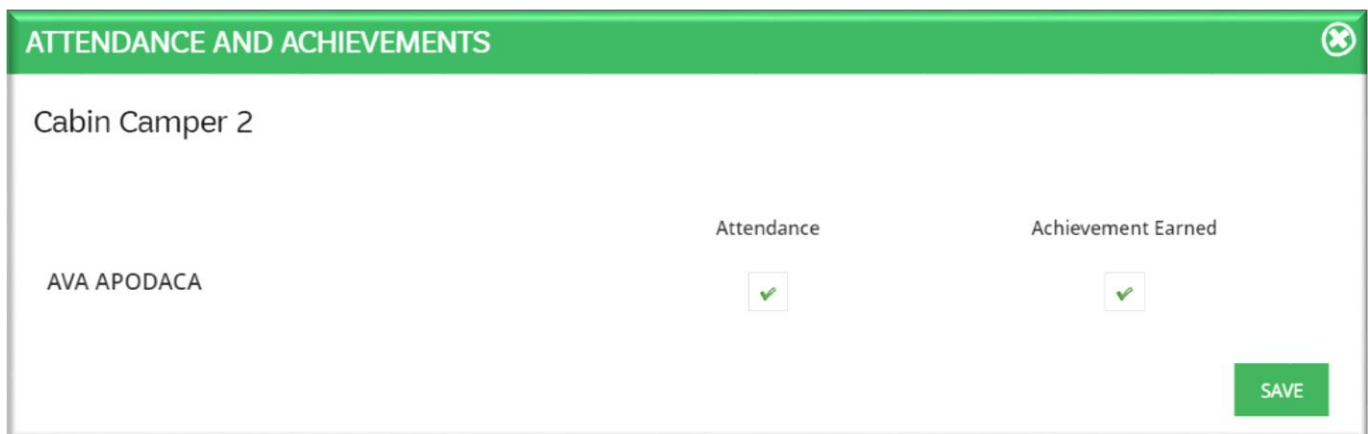 ATTENDANCE AND ACHIEVEMENTS
Cabin Camper 2
Attendance Achievement Earned
AVA APODACA
SAVE